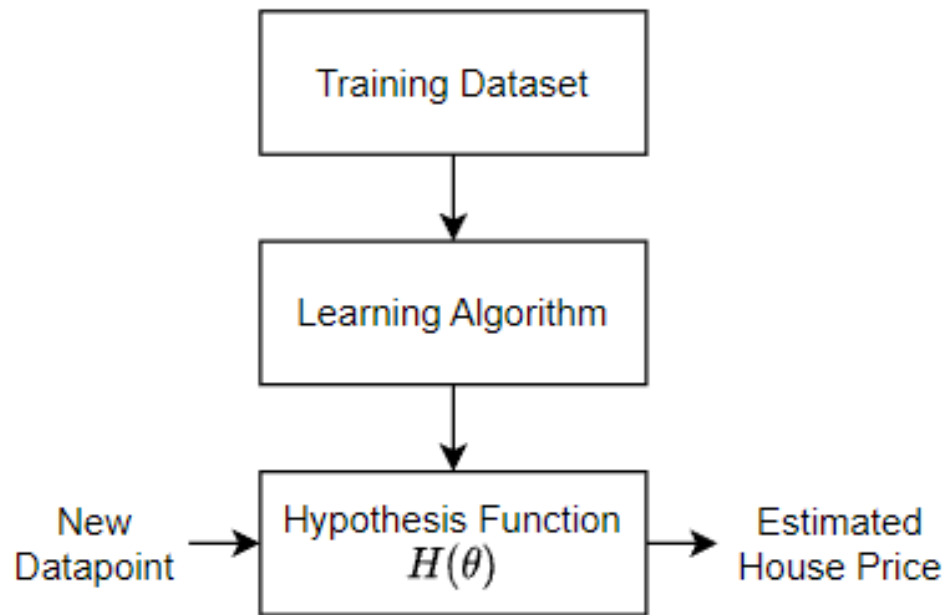 Training Dataset
Learning Algorithm
Hypothesis Function
H(θ)
New
Datapoint
Estimated
House Price